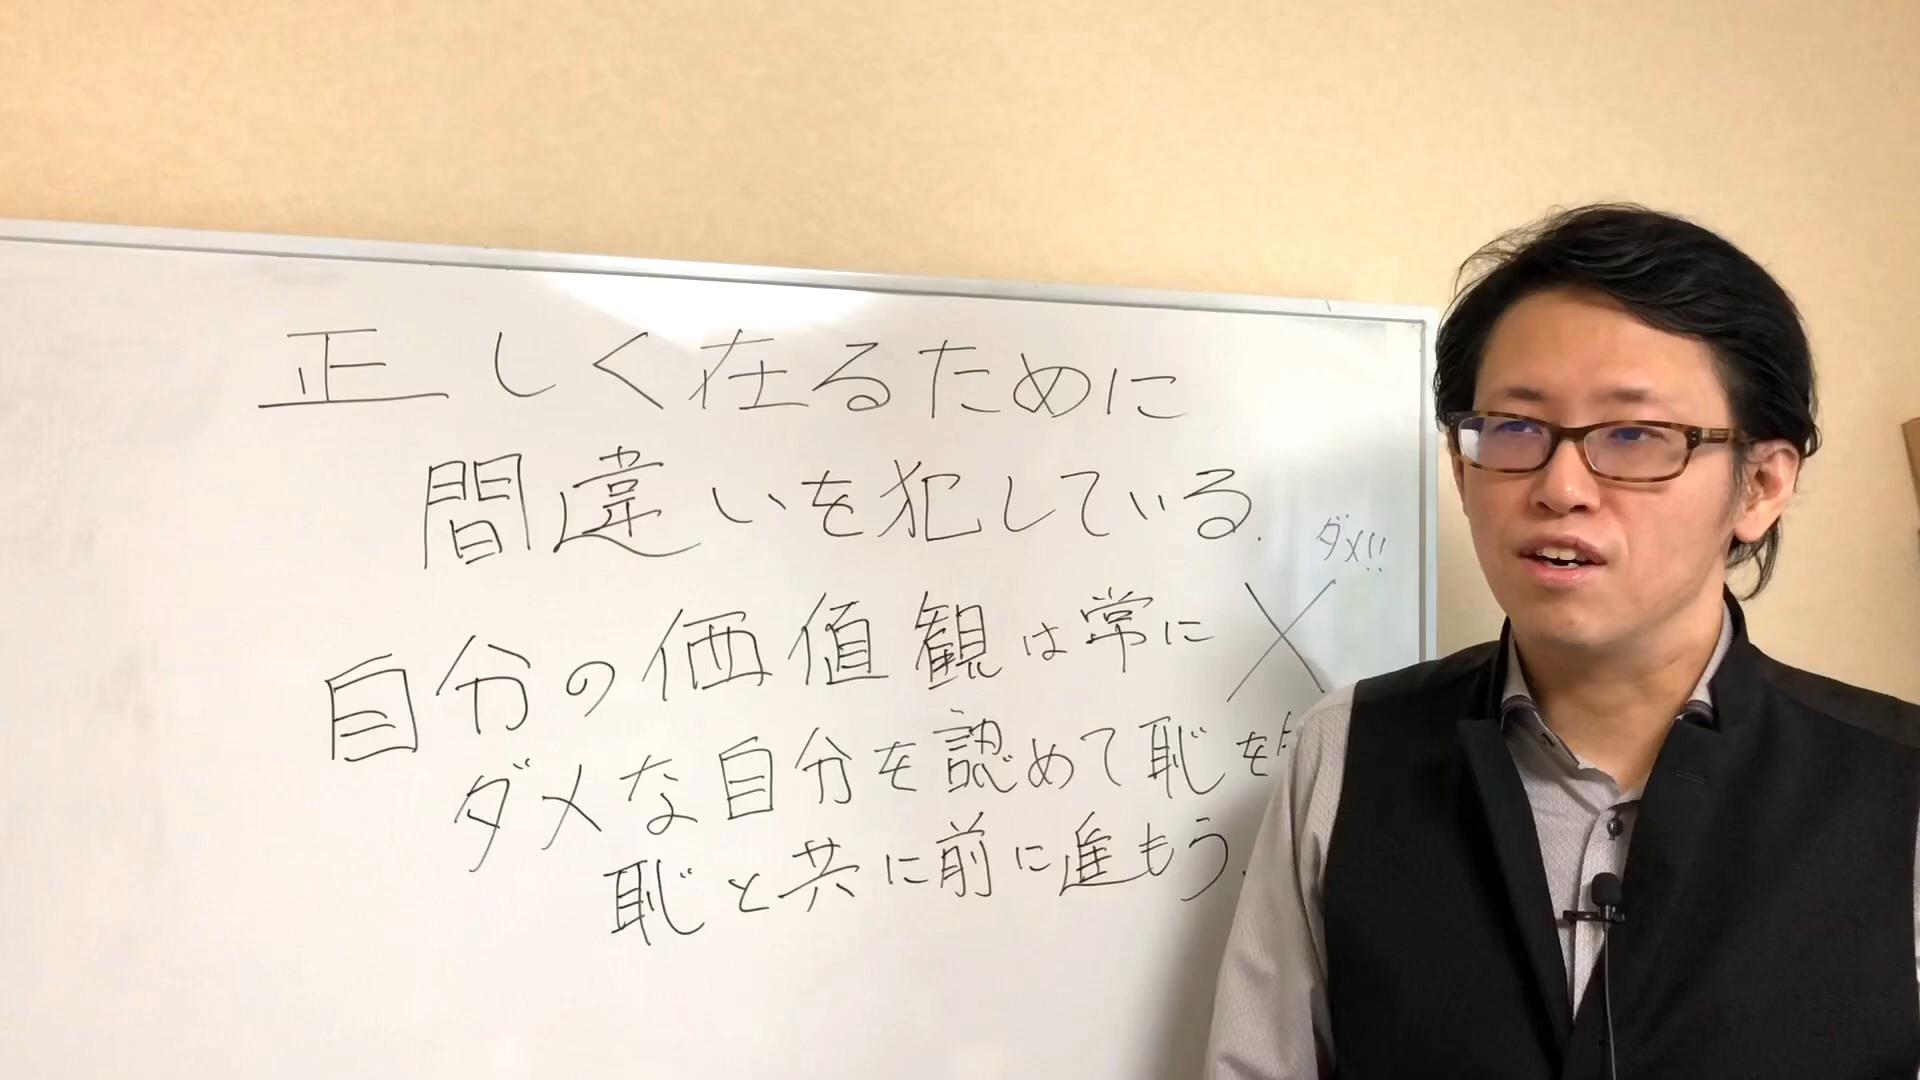 正しく在るために
間違いを犯している.
ダメ!!
自分の価値観は常に ×
ダメな自分を認めて恥を
恥と共に前に進もう.